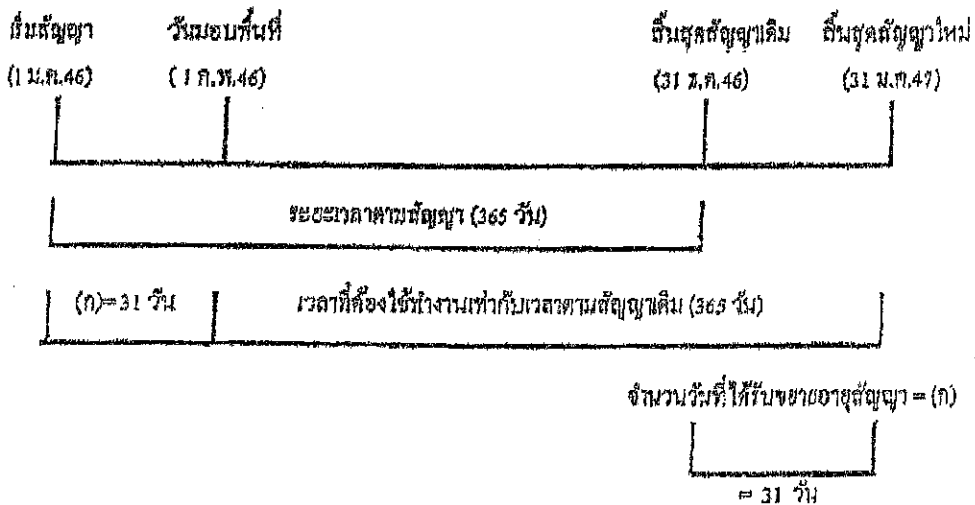 เริ่มสัญญา วันมอบพื้นที่ สิ้นสุดสัญญาเดิม สิ้นสุดสัญญาใหม่
(1 ม.ค.46) (1 ก.พ.46) (31 ธ.ค.46) (31 ม.ค.47)
ระยะเวลาตามสัญญา (365 วัน)
(ก)=31 วัน เวลาที่ต้องใช้ทำงานเท่ากับเวลาตามสัญญาเดิม (365 วัน)
จำนวนวันที่ได้รับขยายอายุสัญญา = (ก)
= 31 วัน